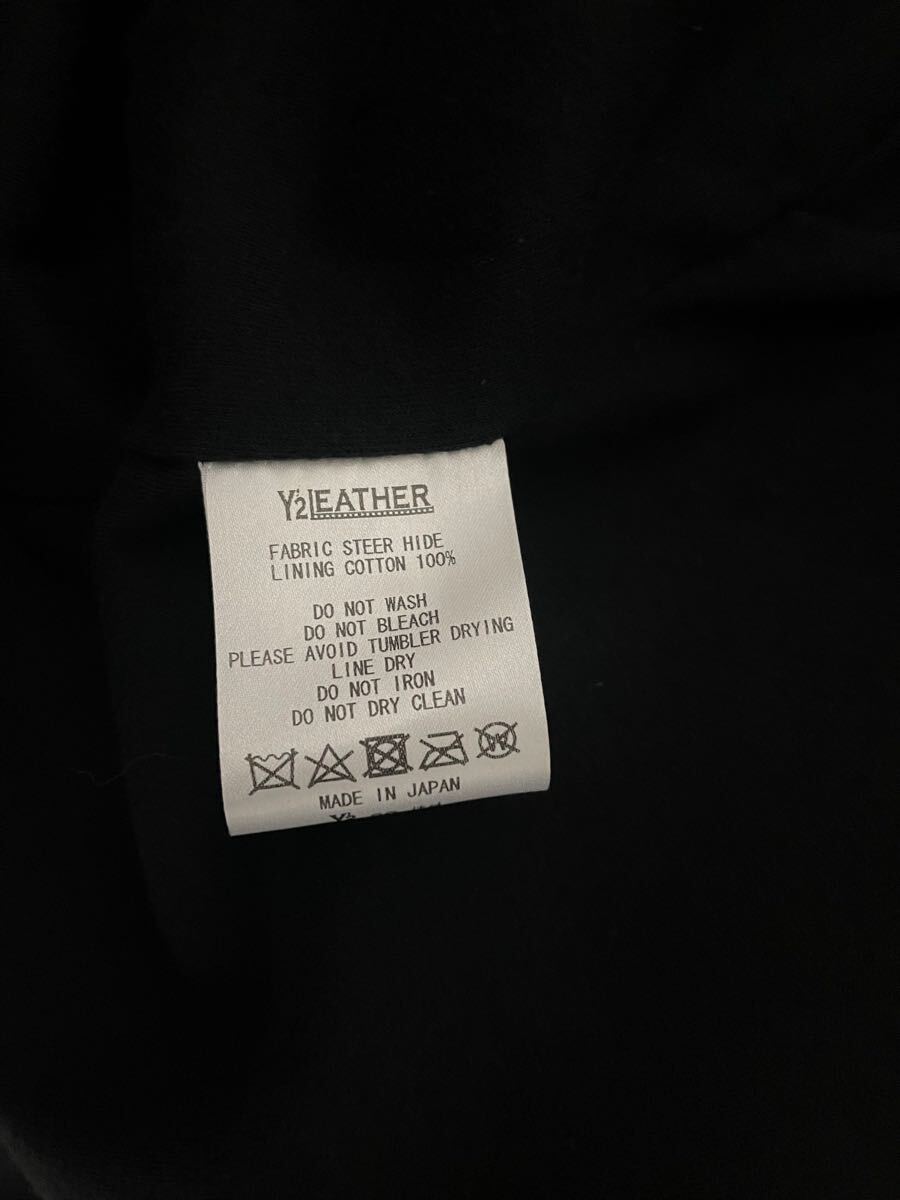 Y'2LEATHER
FABRIC STEER HIDE
LINING COTTON 100%
DO NOT WASH
DO NOT BLEACH
PLEASE AVOID TUMBLER DRYING
LINE DRY
DO NOT IRON
DO NOT DRY CLEAN
MADE IN JAPAN